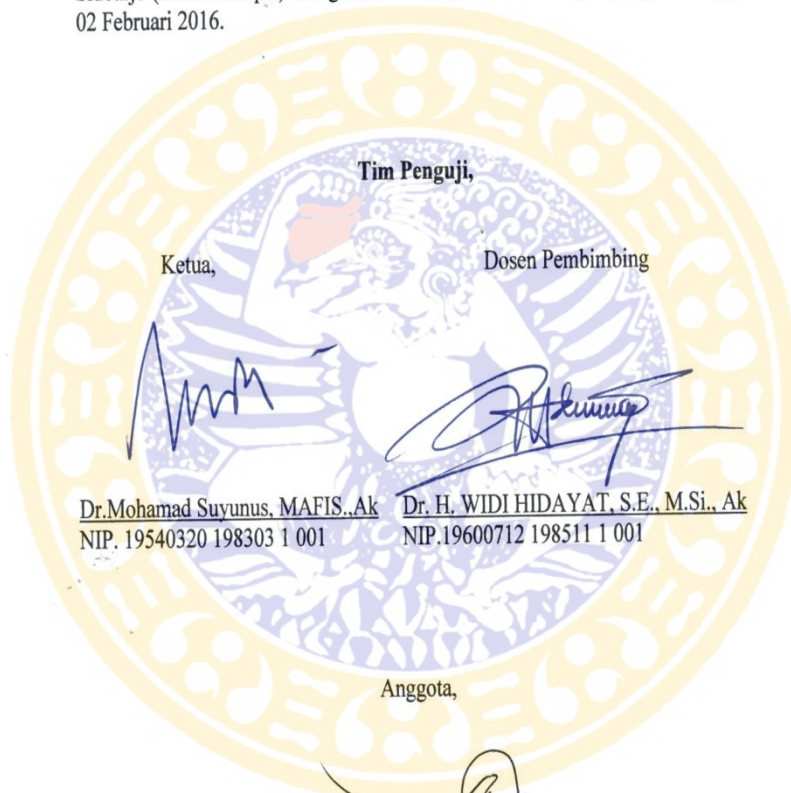 02 Februari 2016.
Tim Penguji,
Ketua,
Dosen Pembimbing
Dr.Mohamad Suyunus, MAFIS.,Ak
Dr. H. WIDI HIDAYAT, S.E., M.Si., Ak
NIP. 19540320 198303 1 001
NIP.19600712 198511 1 001
Anggota,